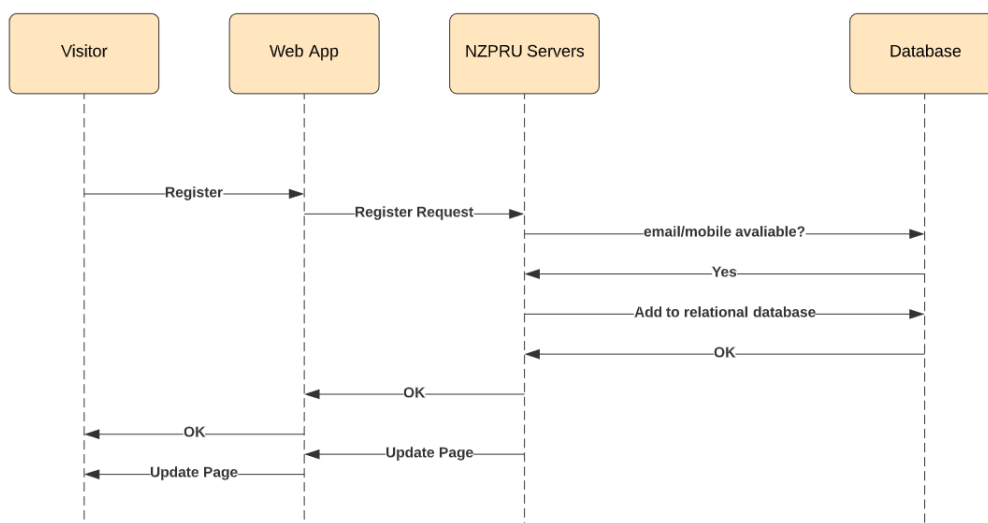 Visitor
Web App
NZPRU Servers
Database
Register
Register Request
email/mobile avaliable?
Yes
Add to relational database
OK
OK
OK
Update Page
Update Page